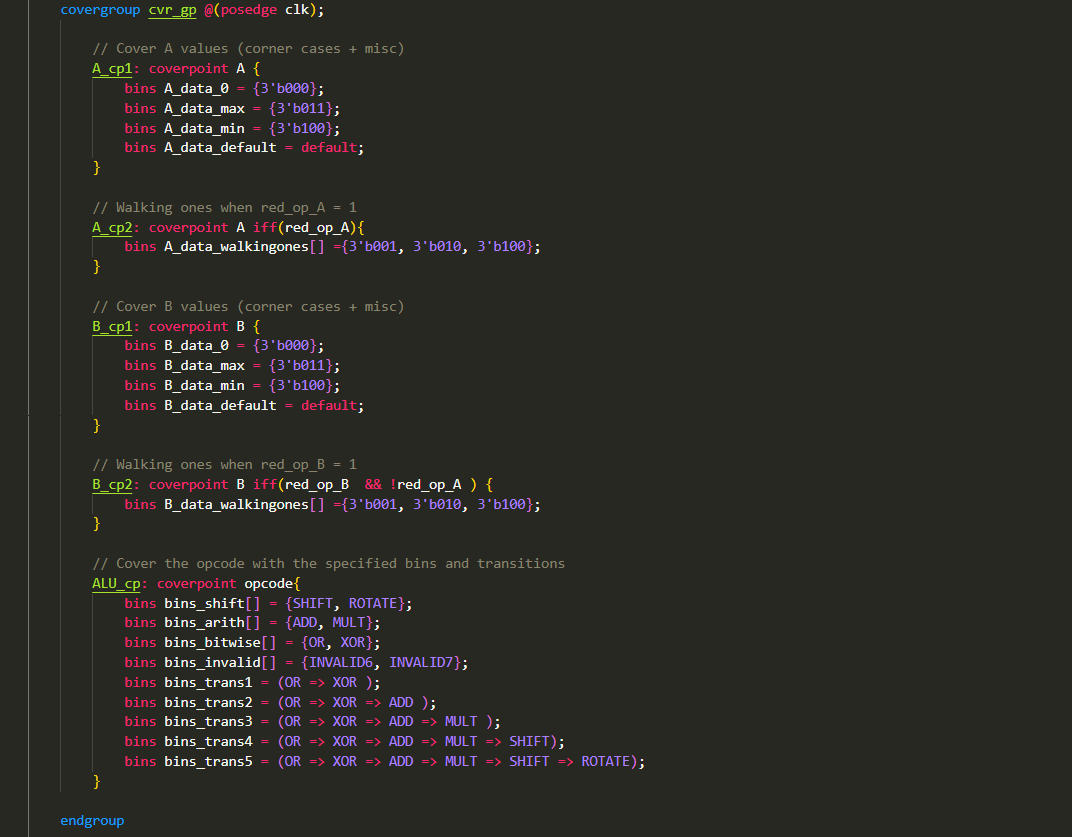 covergroup cvr_gp @(posedge clk);
// Cover A values (corner cases + misc)
A_cp1: coverpoint A {
bins A_data_0 = {3'b000};
bins A_data_max = {3'b011};
bins A_data_min = {3'b100};
bins A_data_default = default;
}
// Walking ones when red_op_A = 1
A_cp2: coverpoint A iff(red_op_A){
bins A_data_walkingones[] ={3'b001, 3'b010, 3'b100};
}
// Cover B values (corner cases + misc)
B_cp1: coverpoint B {
bins B_data_0 = {3'b000};
bins B_data_max = {3'b011};
bins B_data_min = {3'b100};
bins B_data_default = default;
}
// Walking ones when red_op_B = 1
B_cp2: coverpoint B iff(red_op_B  && !red_op_A ) {
bins B_data_walkingones[] ={3'b001, 3'b010, 3'b100};
}
// Cover the opcode with the specified bins and transitions
ALU_cp: coverpoint opcode{
bins bins_shift[] = {SHIFT, ROTATE};
bins bins_arith[] = {ADD, MULT};
bins bins_bitwise[] = {OR, XOR};
bins bins_invalid[] = {INVALID6, INVALID7};
bins bins_trans1 = (OR => XOR );
bins bins_trans2 = (OR => XOR => ADD );
bins bins_trans3 = (OR => XOR => ADD => MULT );
bins bins_trans4 = (OR => XOR => ADD => MULT => SHIFT);
bins bins_trans5 = (OR => XOR => ADD => MULT => SHIFT => ROTATE);
}
endgroup